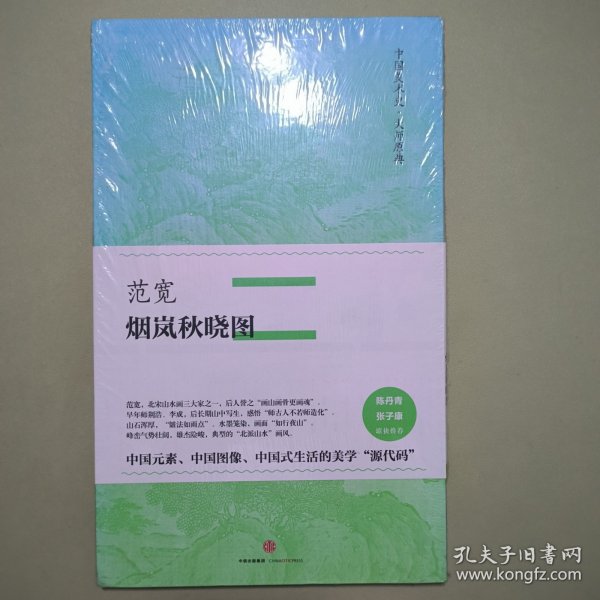 中国美术史·大师原典
范宽
烟岚秋晓图
范宽，北宋山水画三大家之一，后人誉之“画山画骨更画魂”。
早年师荆浩、李成，后长期山中写生，感悟“师古人不若师造化”。
山石浑厚，“皴法如雨点”，水墨笼染，画面“如行夜山”，
峰峦气势壮阔、雄杰险峻，典型的“北派山水”画风。
陈丹青
张子康
联袂推荐
中国元素、中国图像、中国式生活的美学“源代码”
中信出版集团 | CHINACITICPRESS
孔夫子旧书网
www.kongfz.com